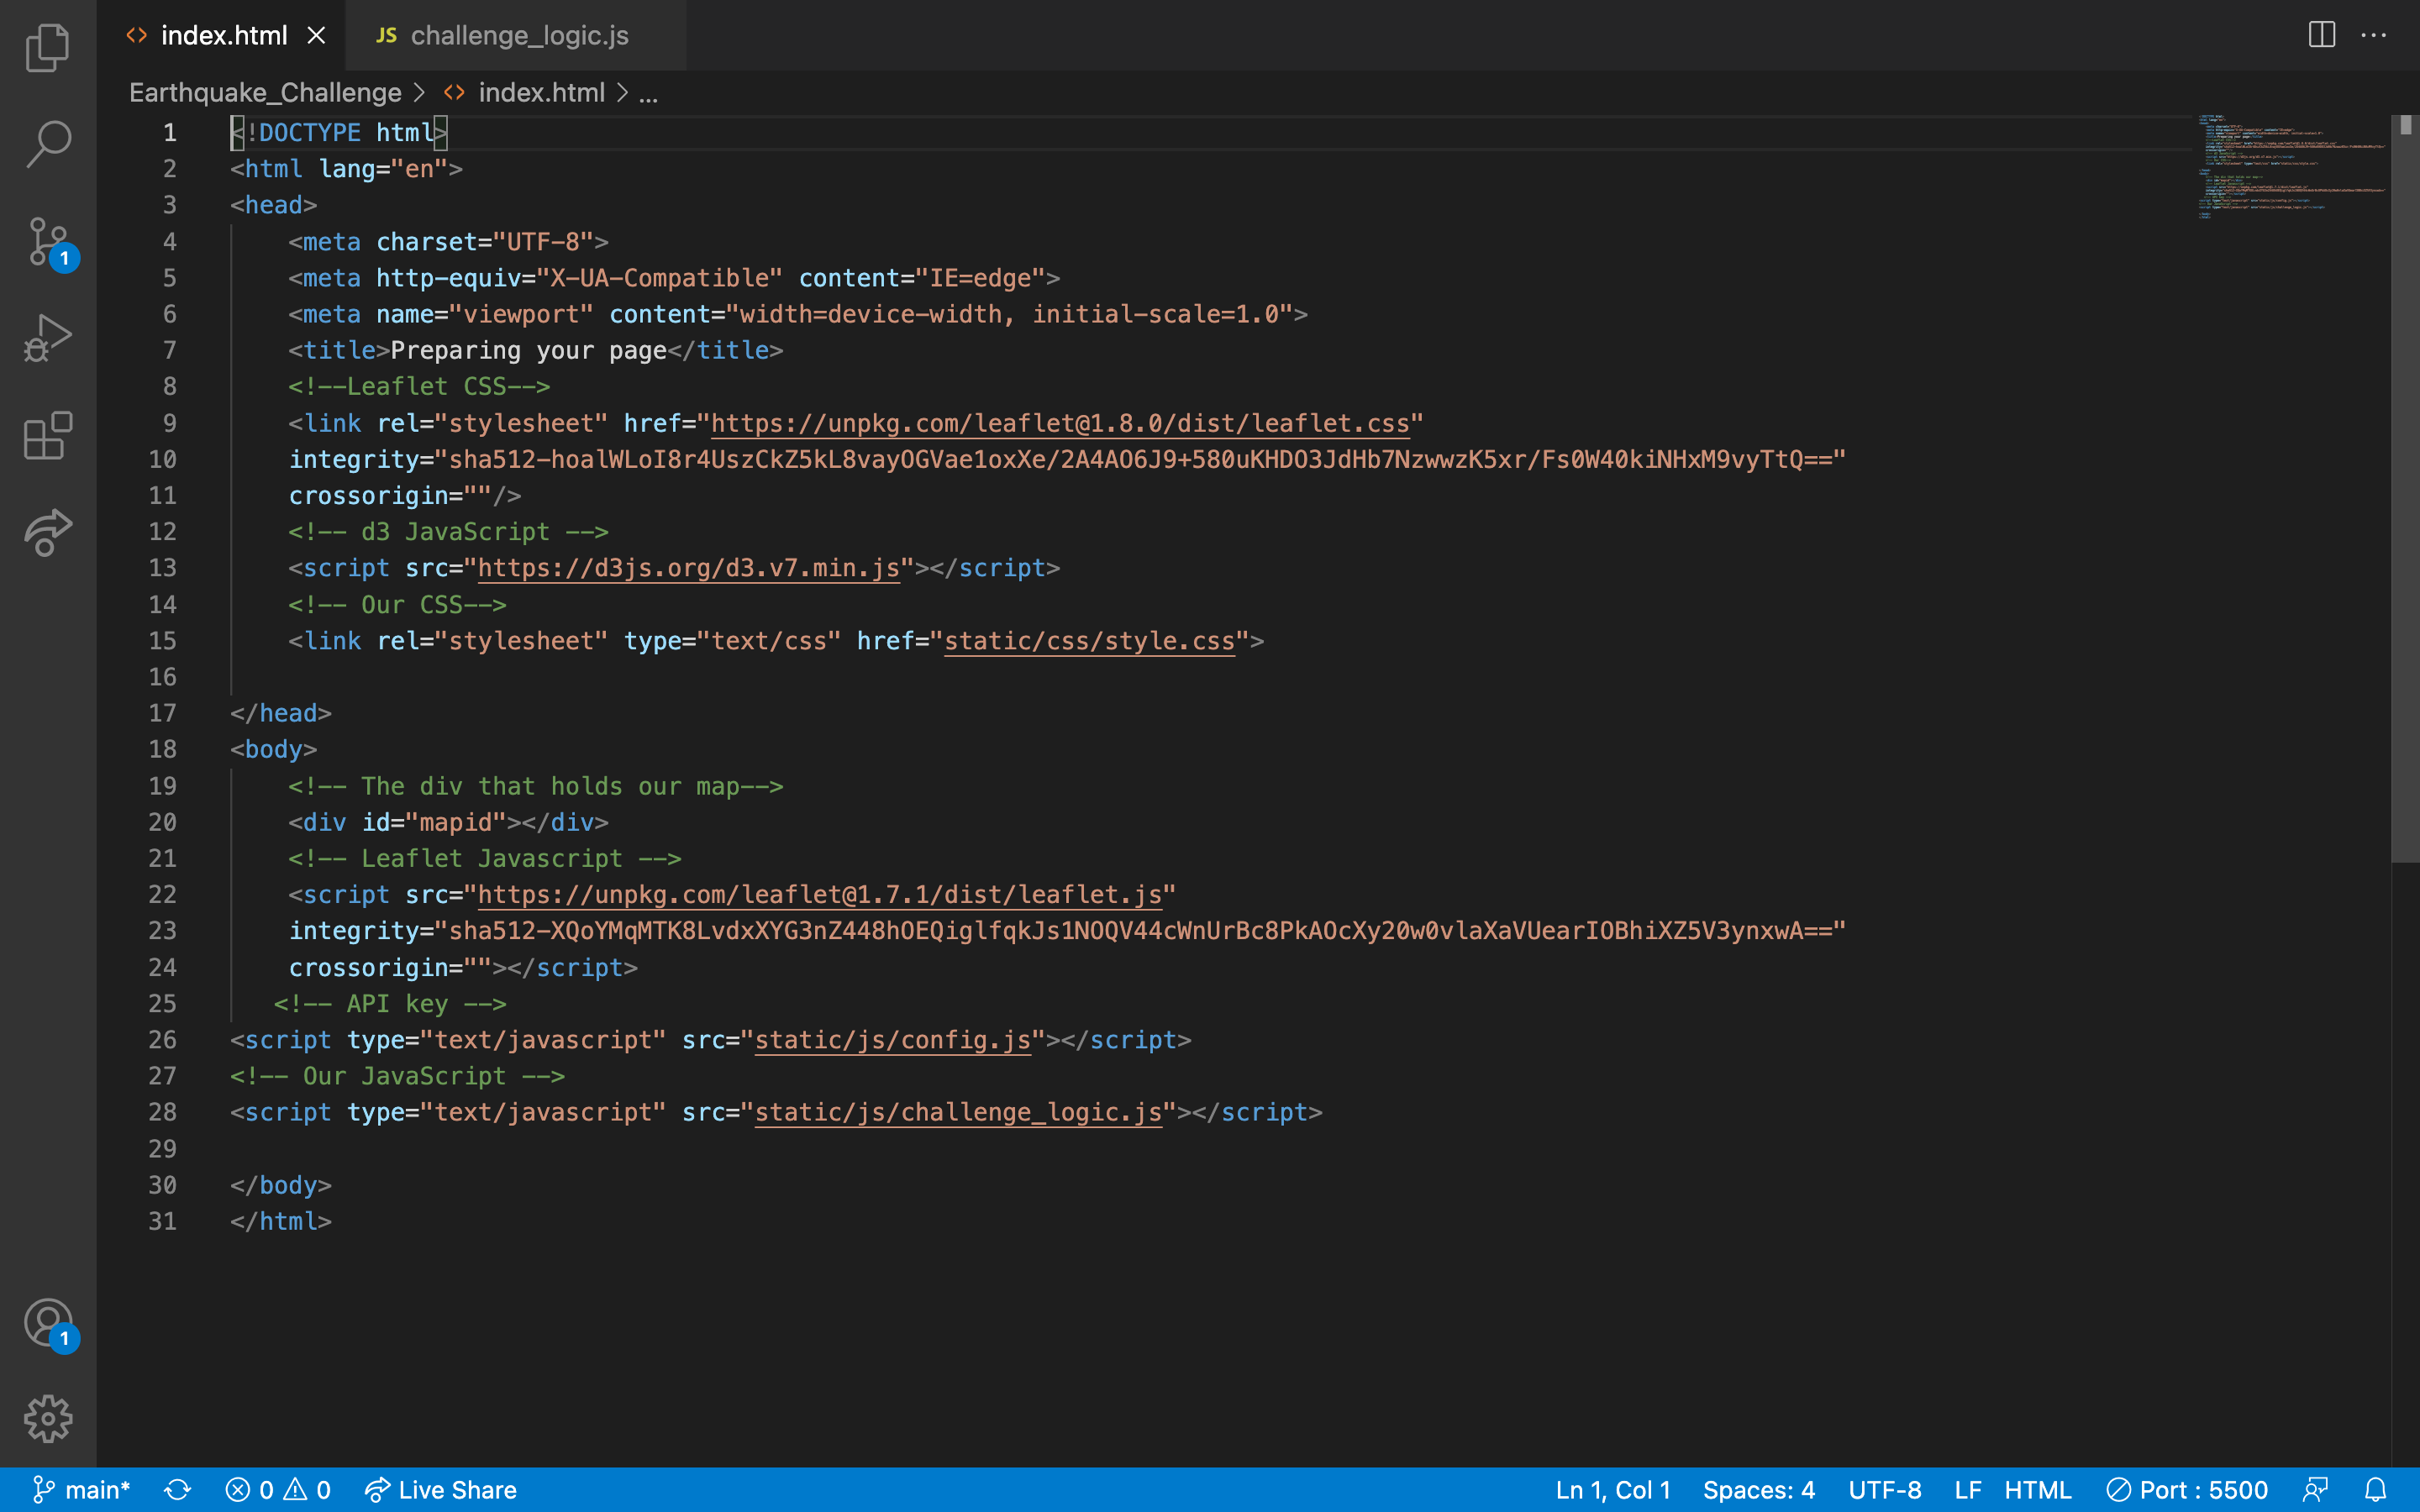 index.html
JS challenge_logic.js
Earthquake_Challenge > index.html > ...
1 <!DOCTYPE html>
2 <html lang="en">
3 <head>
4 <meta charset="UTF-8">
5 <meta http-equiv="X-UA-Compatible" content="IE=edge">
6 <meta name="viewport" content="width=device-width, initial-scale=1.0">
7 <title>Preparing your page</title>
8 <!--Leaflet CSS-->
9 <link rel="stylesheet" href="https://unpkg.com/leaflet@1.8.0/dist/leaflet.css"
10 integrity="sha512-hoalWLoI8r4UszCkZ5kL8vayOGVae1oxXe/2A4AO6J9+580uKHDO3JdHb7NzwwzK5xr/Fs0W40kiNHxM9vyTtQ=="
11 crossorigin=""/>
12 <!-- d3 JavaScript -->
13 <script src="https://d3js.org/d3.v7.min.js"></script>
14 <!-- Our CSS-->
15 <link rel="stylesheet" type="text/css" href="static/css/style.css">
16
17 </head>
18 <body>
19 <!-- The div that holds our map-->
20 <div id="mapid"></div>
21 <!-- Leaflet Javascript -->
22 <script src="https://unpkg.com/leaflet@1.7.1/dist/leaflet.js"
23 integrity="sha512-XQoYMqMTK8LvdxXYG3nZ448hOEQiglfqkJs1NOQV44cWnUrBc8PkAOcXy20w0vlaXaVUearIOBhiXZ5V3ynxwA=="
24 crossorigin=""></script>
25 <!-- API key -->
26 <script type="text/javascript" src="static/js/config.js"></script>
27 <!-- Our JavaScript -->
28 <script type="text/javascript" src="static/js/challenge_logic.js"></script>
29
30 </body>
31 </html>
1
1
main* 0 0 Live Share Ln 1, Col 1 Spaces: 4 UTF-8 LF HTML Port : 5500